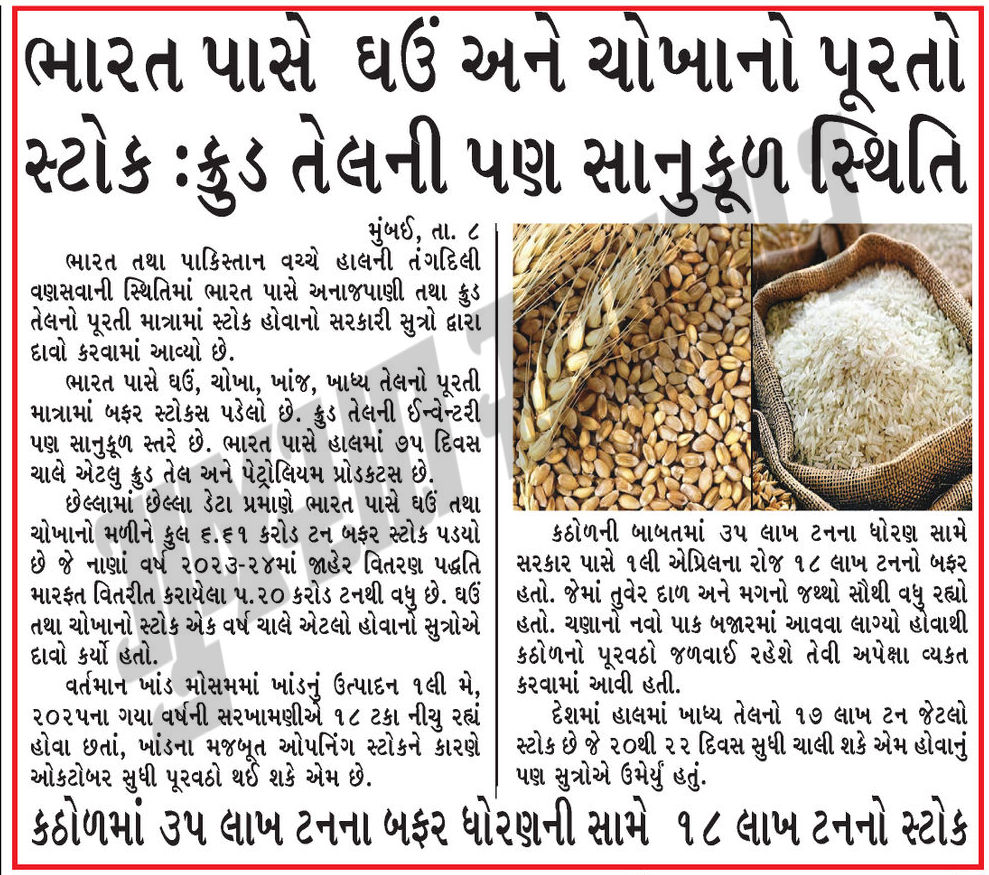 ભારત પાસે ઘઉં અને ચોખાનો પૂરતો
સ્ટોક : ક્રુડ તેલની પણ સાનુકૂળ સ્થિતિ
મુંબઈ, તા. ૮
ભારત તથા પાકિસ્તાન વચ્ચે હાલની તંગદિલી
વણસવાની સ્થિતિમાં ભારત પાસે અનાજપાણી તથા ક્રુડ
તેલનો પૂરતી માત્રામાં સ્ટોક હોવાનો સરકારી સુત્રો દ્વારા
દાવો કરવામાં આવ્યો છે.
ભારત પાસે ઘઉં, ચોખા, ખાંજ, ખાધ્ય તેલનો પૂરતી
માત્રામાં બફર સ્ટોકસ પડેલો છે. ક્રુડ તેલની ઈન્વેન્ટરી
પણ સાનુકૂળ સ્તરે છે. ભારત પાસે હાલમાં ૭૫ દિવસ
ચાલે એટલુ ક્રુડ તેલ અને પેટ્રોલિયમ પ્રોડકટસ છે.
છેલ્લામાં છેલ્લા ડેટા પ્રમાણે ભારત પાસે ઘઉં તથા
ચોખાનો મળીને કુલ ૬.૬૧ કરોડ ટન બફર સ્ટોક પડયો
છે જે નાણાં વર્ષ ૨૦૨૩-૨૪માં જાહેર વિતરણ પદ્ધતિ
મારફત વિતરીત કરાયેલા ૫.૨૦ કરોડ ટનથી વધુ છે. ઘઉં
તથા ચોખાનો સ્ટોક એક વર્ષ ચાલે એટલો હોવાનો સુત્રોએ
દાવો કર્યો હતો.
વર્તમાન ખાંડ મોસમમાં ખાંડનું ઉત્પાદન ૧લી મે,
૨૦૨૫ના ગયા વર્ષની સરખામણીએ ૧૮ ટકા નીચુ રહ્યં
હોવા છતાં, ખાંડના મજબૂત ઓપનિંગ સ્ટોકને કારણે
ઓકટોબર સુધી પૂરવઠો થઈ શકે એમ છે.
કઠોળની બાબતમાં ૩૫ લાખ ટનના ધોરણ સામે
સરકાર પાસે ૧લી એપ્રિલના રોજ ૧૮ લાખ ટનનો બફર
હતો. જેમાં તુવેર દાળ અને મગનો જથ્થો સૌથી વધુ રહ્યો
હતો. ચણાનો નવો પાક બજારમાં આવવા લાગ્યો હોવાથી
કઠોળનો પૂરવઠો જળવાઈ રહેશે તેવી અપેક્ષા વ્યકત
કરવામાં આવી હતી.
દેશમાં હાલમાં ખાધ્ય તેલનો ૧૭ લાખ ટન જેટલો
સ્ટોક છે જે ૨૦થી ૨૨ દિવસ સુધી ચાલી શકે એમ હોવાનું
પણ સુત્રોએ ઉમેર્યું હતું.
કઠોળમાં ૩૫ લાખ ટનના બફર ધોરણની સામે ૧૮ લાખ ટનનો સ્ટોક